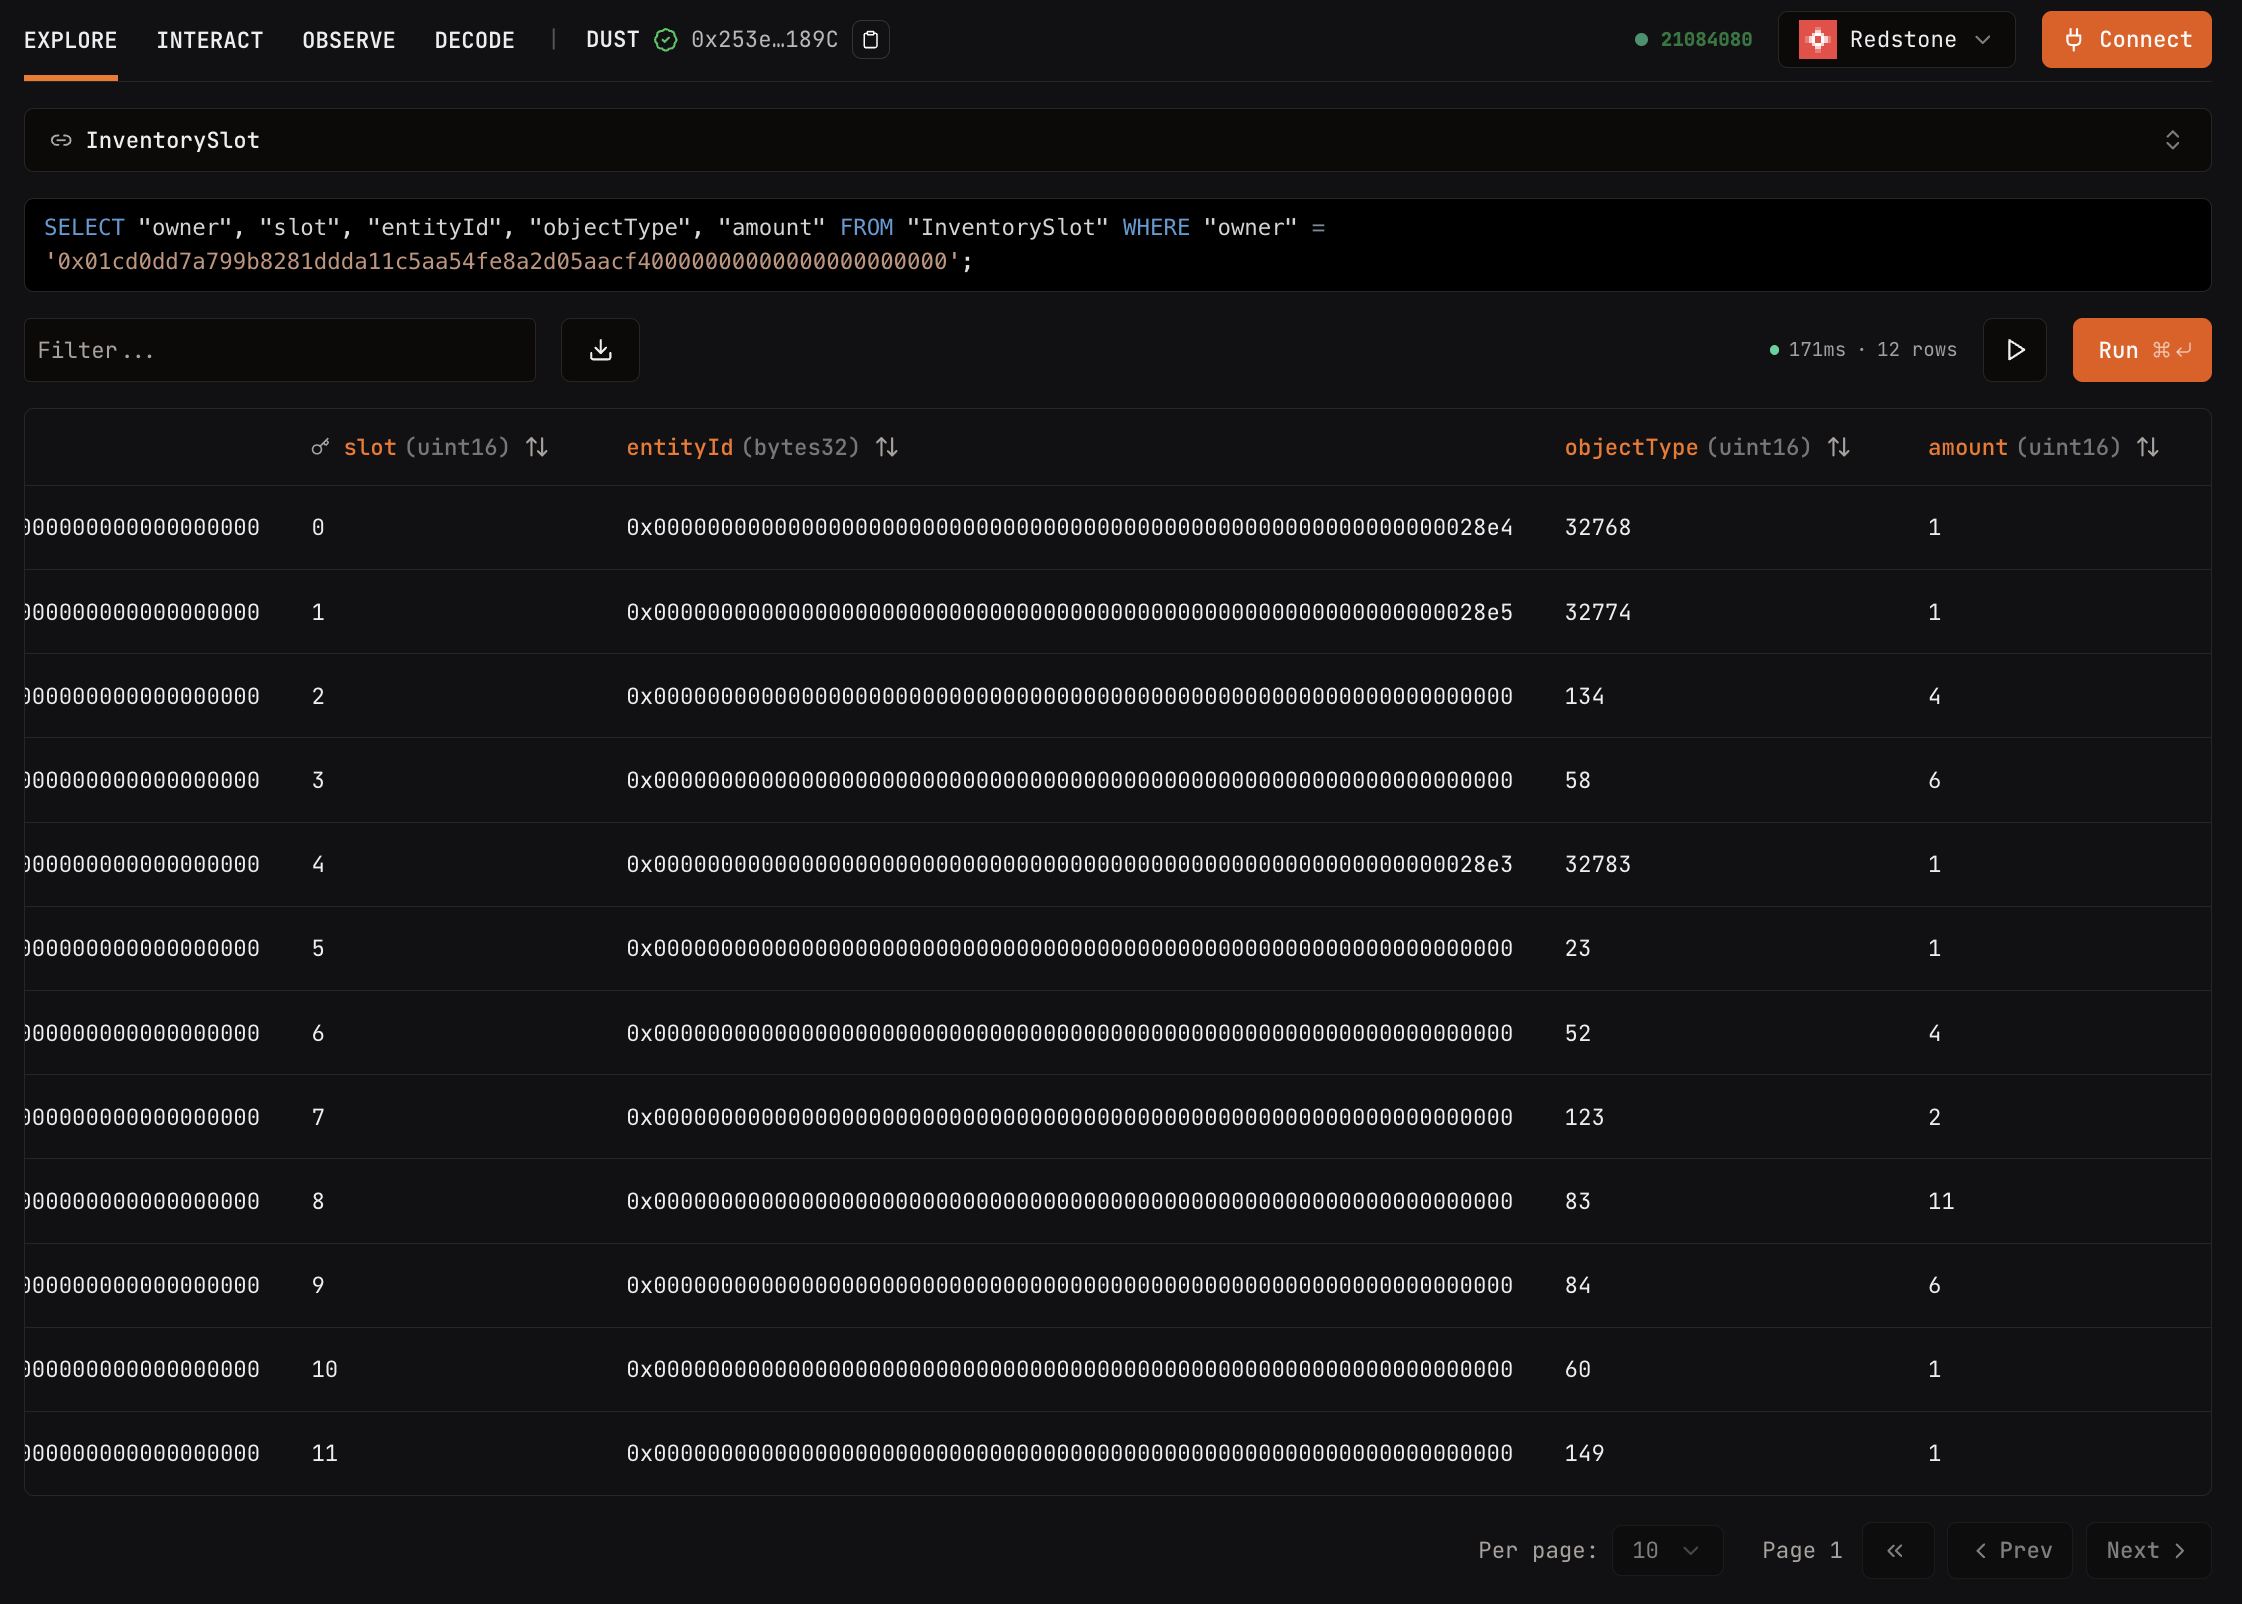 EXPLORE INTERACT OBSERVE DECODE | DUST 0x253e…189C 21084080 Redstone Connect
InventorySlot
SELECT "owner", "slot", "entityId", "objectType", "amount" FROM "InventorySlot" WHERE "owner" =
'0x01cd0dd7a799b8281ddda11c5aa54fe8a2d05aacf40000000000000000000000';
Filter... 171ms · 12 rows Run ⌘↵
slot (uint16) entityId (bytes32) objectType (uint16) amount (uint16)
000000000000000000 0 0x00000000000000000000000000000000000000000000000000000000000028e4 32768 1
000000000000000000 1 0x00000000000000000000000000000000000000000000000000000000000028e5 32774 1
000000000000000000 2 0x0000000000000000000000000000000000000000000000000000000000000000 134 4
000000000000000000 3 0x0000000000000000000000000000000000000000000000000000000000000000 58 6
000000000000000000 4 0x00000000000000000000000000000000000000000000000000000000000028e3 32783 1
000000000000000000 5 0x0000000000000000000000000000000000000000000000000000000000000000 23 1
000000000000000000 6 0x0000000000000000000000000000000000000000000000000000000000000000 52 4
000000000000000000 7 0x0000000000000000000000000000000000000000000000000000000000000000 123 2
000000000000000000 8 0x0000000000000000000000000000000000000000000000000000000000000000 83 11
000000000000000000 9 0x0000000000000000000000000000000000000000000000000000000000000000 84 6
000000000000000000 10 0x0000000000000000000000000000000000000000000000000000000000000000 60 1
000000000000000000 11 0x0000000000000000000000000000000000000000000000000000000000000000 149 1
Per page: 10 Page 1 « < Prev Next >